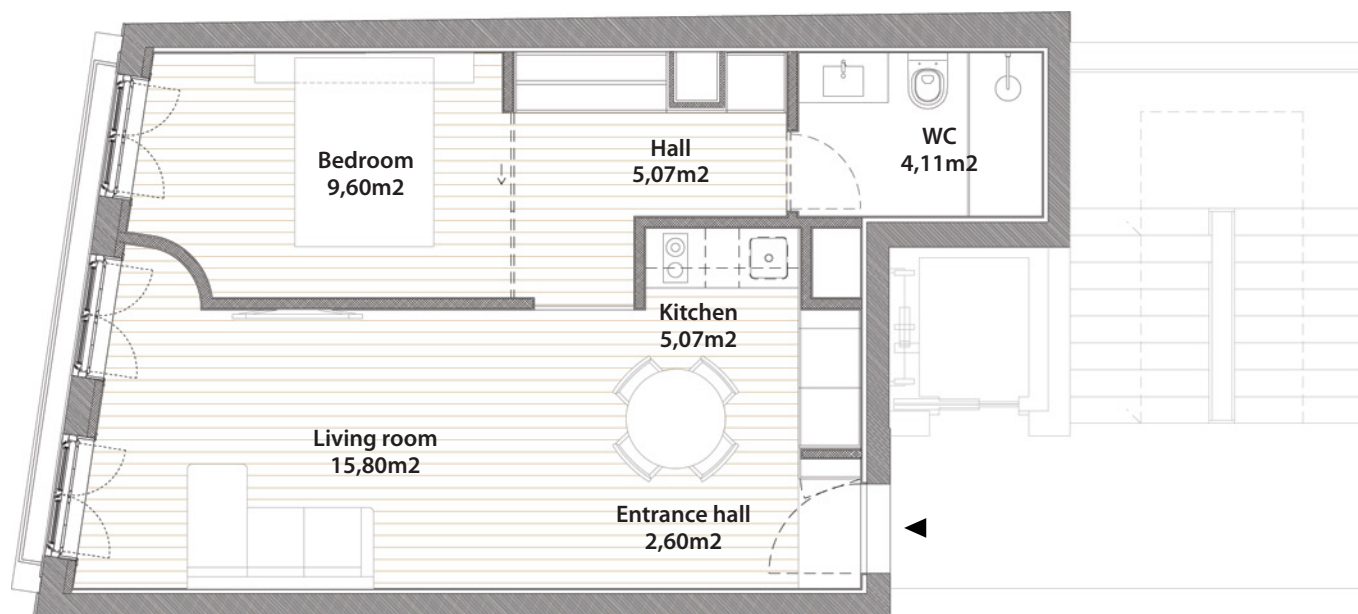 Bedroom
9,60m2
Hall
5,07m2
WC
4,11m2
Kitchen
5,07m2
Living room
15,80m2
Entrance hall
2,60m2